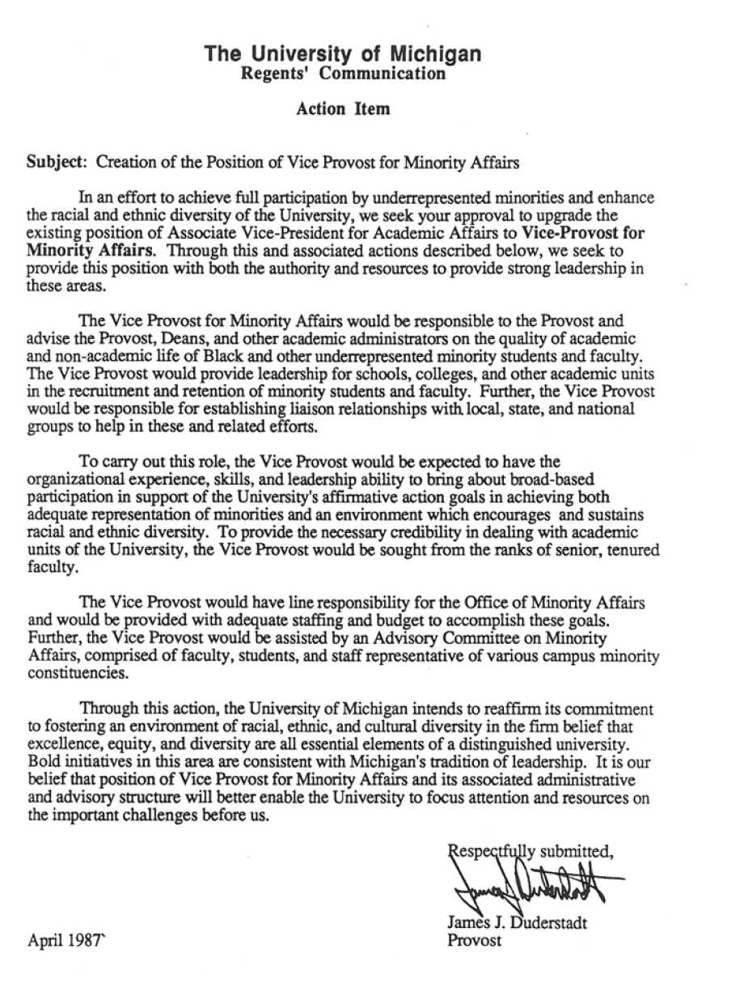 The University of Michigan
Regents' Communication
Action Item
Subject: Creation of the Position of Vice Provost for Minority Affairs
In an effort to achieve full participation by underrepresented minorities and enhance
the racial and ethnic diversity of the University, we seek your approval to upgrade the
existing position of Associate Vice-President for Academic Affairs to Vice-Provost for
Minority Affairs. Through this and associated actions described below, we seek to
provide this position with both the authority and resources to provide strong leadership in
these areas.
The Vice Provost for Minority Affairs would be responsible to the Provost and
advise the Provost, Deans, and other academic administrators on the quality of academic
and non-academic life of Black and other underrepresented minority students and faculty.
The Vice Provost would provide leadership for schools, colleges, and other academic units
in the recruitment and retention of minority students and faculty. Further, the Vice Provost
would be responsible for establishing liaison relationships with local, state, and national
groups to help in these and related efforts.
To carry out this role, the Vice Provost would be expected to have the
organizational experience, skills, and leadership ability to bring about broad-based
participation in support of the University's affirmative action goals in achieving both
adequate representation of minorities and an environment which encourages and sustains
racial and ethnic diversity. To provide the necessary credibility in dealing with academic
units of the University, the Vice Provost would be sought from the ranks of senior, tenured
faculty.
The Vice Provost would have line responsibility for the Office of Minority Affairs
and would be provided with adequate staffing and budget to accomplish these goals.
Further, the Vice Provost would be assisted by an Advisory Committee on Minority
Affairs, comprised of faculty, students, and staff representative of various campus minority
constituencies.
Through this action, the University of Michigan intends to reaffirm its commitment
to fostering an environment of racial, ethnic, and cultural diversity in the firm belief that
excellence, equity, and diversity are all essential elements of a distinguished university.
Bold initiatives in this area are consistent with Michigan's tradition of leadership. It is our
belief that position of Vice Provost for Minority Affairs and its associated administrative
and advisory structure will better enable the University to focus attention and resources on
the important challenges before us.
Respectfully submitted,
James J Duderstadt
James J. Duderstadt
Provost
April 1987